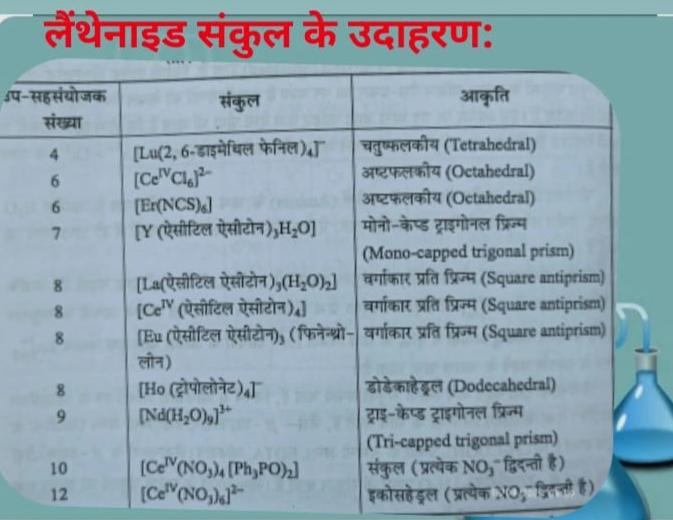 लैंथेनाइड संकुल के उदाहरण:
उप-सहसंयोजक संख्या | संकुल | आकृति
4 | [Lu(2, 6-डाइमेथिल फेनिल)₄]⁻ | चतुष्फलकीय (Tetrahedral)
6 | [CeᴵⱽCl₆]²⁻ | अष्टफलकीय (Octahedral)
6 | [Er(NCS)₆] | अष्टफलकीय (Octahedral)
7 | [Y (ऐसीटिल ऐसीटोन)₃H₂O] | मोनो-केप्ड ट्राइगोनल प्रिज्म
(Mono-capped trigonal prism)
8 | [La(ऐसीटिल ऐसीटोन)₃(H₂O)₂] | वर्गाकार प्रति प्रिज्म (Square antiprism)
8 | [Ceᴵⱽ (ऐसीटिल ऐसीटोन)₄] | वर्गाकार प्रति प्रिज्म (Square antiprism)
8 | [Eu (ऐसीटिल ऐसीटोन)₃ (फिनेन्थ्रो- | वर्गाकार प्रति प्रिज्म (Square antiprism)
लीन)
8 | [Ho (ट्रोपोलोनेट)₄]⁻ | डोडेकाहेड्रल (Dodecahedral)
9 | [Nd(H₂O)₉]³⁺ | ट्राइ-केप्ड ट्राइगोनल प्रिज्म
(Tri-capped trigonal prism)
10 | [Ceᴵⱽ(NO₃)₄ [Ph₃PO)₂] | संकुल (प्रत्येक NO₃⁻ द्विदन्ती है)
12 | [Ceᴵⱽ(NO₃)₆]²⁻ | इकोसहेड्रल (प्रत्येक NO₃⁻ द्विदन्ती है)